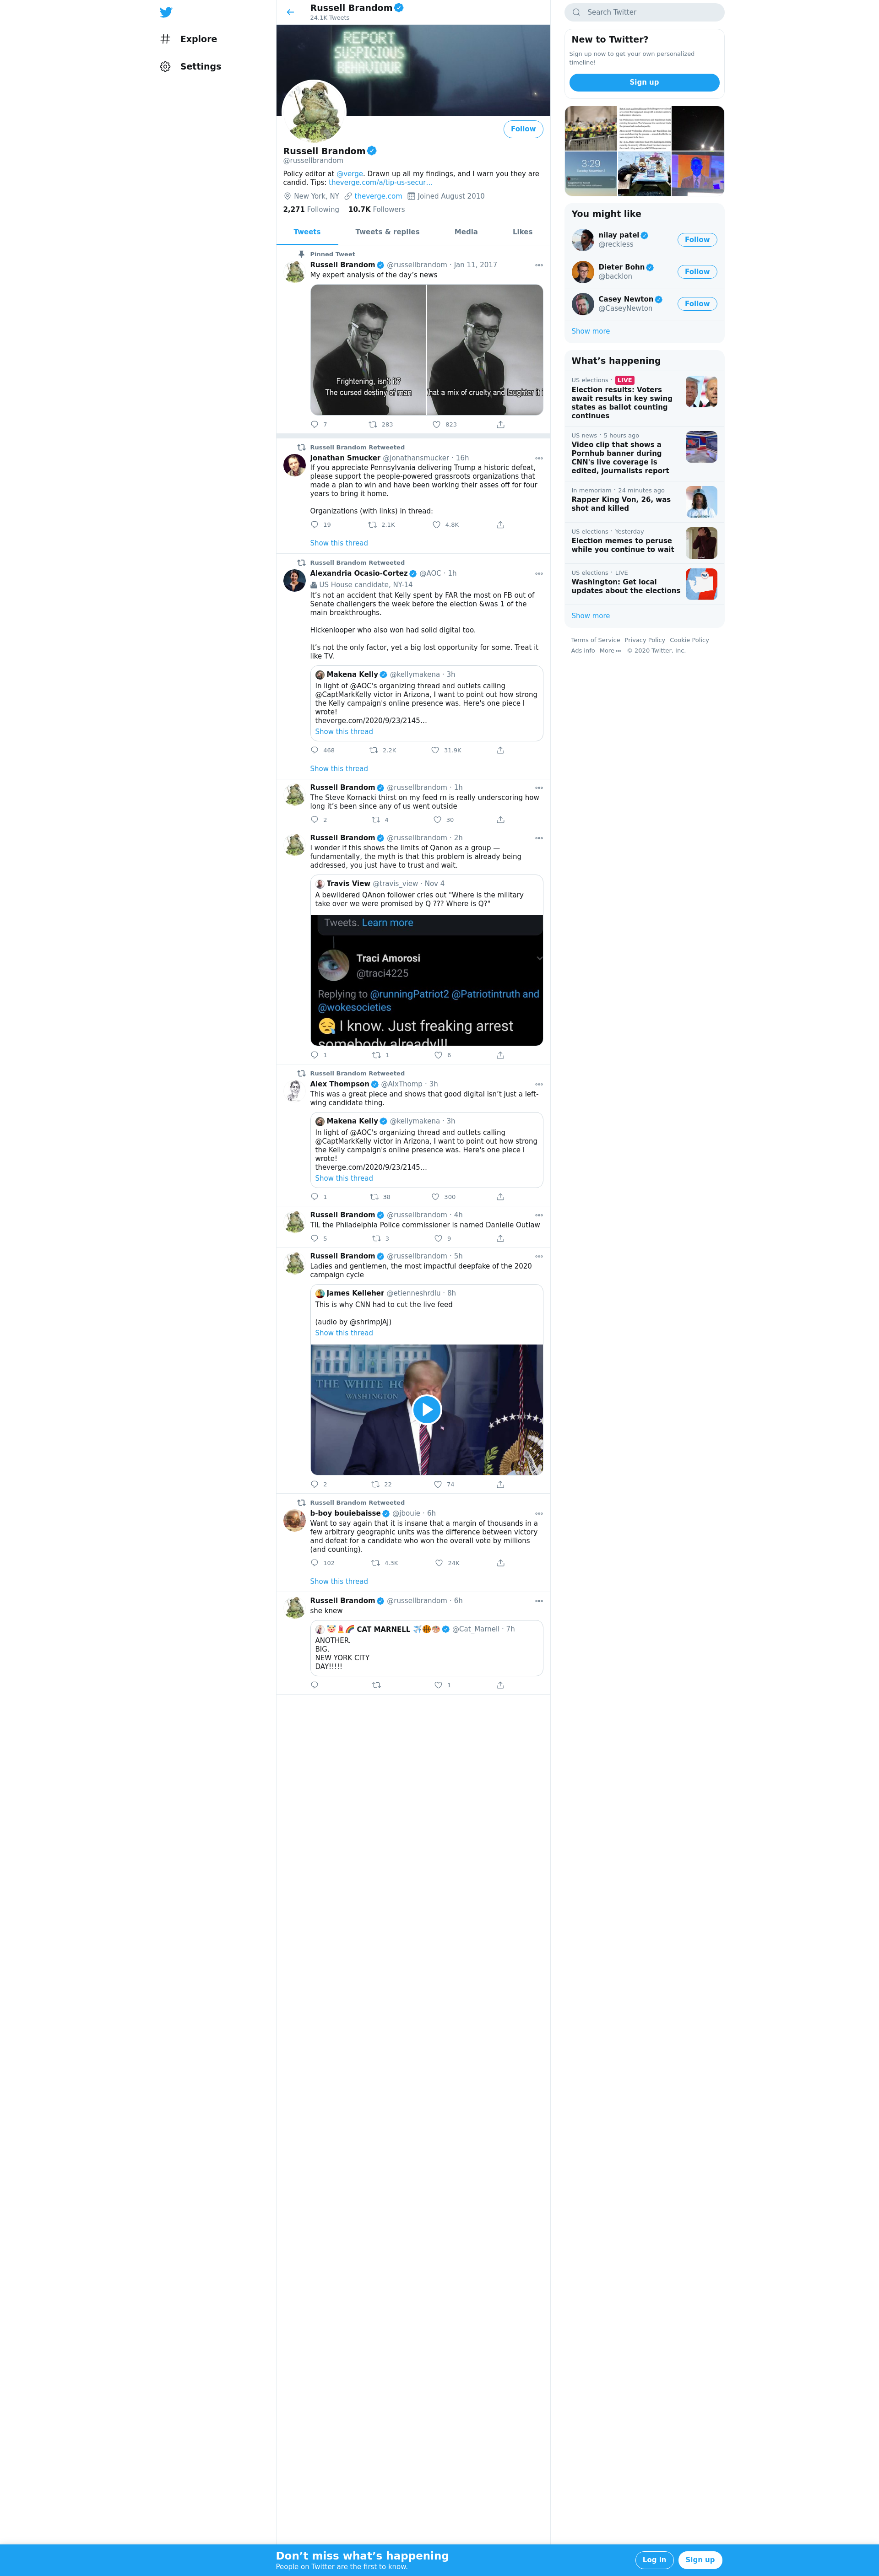 Explore
Settings
Russell Brandom
24.1K Tweets
REPORT
SUSPICIOUS
BEHAVIOUR
Follow
Russell Brandom
@russellbrandom
Policy editor at @verge. Drawn up all my findings, and I warn you they are
candid. Tips: theverge.com/a/tip-us-secur…
New York, NY theverge.com Joined August 2010
2,271 Following 10.7K Followers
Tweets Tweets & replies Media Likes
Pinned Tweet
Russell Brandom @russellbrandom · Jan 11, 2017
My expert analysis of the day's news
Frightening, isn't it?
The cursed destiny of man
that a mix of cruelty and laughter it i
7 283 823
Russell Brandom Retweeted
Jonathan Smucker @jonathansmucker · 16h
If you appreciate Pennsylvania delivering Trump a historic defeat,
please support the people-powered grassroots organizations that
made a plan to win and have been working their asses off for four
years to bring it home.
Organizations (with links) in thread:
19 2.1K 4.8K
Show this thread
Russell Brandom Retweeted
Alexandria Ocasio-Cortez @AOC · 1h
US House candidate, NY-14
It's not an accident that Kelly spent by FAR the most on FB out of
Senate challengers the week before the election &was 1 of the
main breakthroughs.
Hickenlooper who also won had solid digital too.
It's not the only factor, yet a big lost opportunity for some. Treat it
like TV.
Makena Kelly @kellymakena · 3h
In light of @AOC's organizing thread and outlets calling
@CaptMarkKelly victor in Arizona, I want to point out how strong
the Kelly campaign's online presence was. Here's one piece I
wrote!
theverge.com/2020/9/23/2145…
Show this thread
468 2.2K 31.9K
Show this thread
Russell Brandom @russellbrandom · 1h
The Steve Kornacki thirst on my feed rn is really underscoring how
long it's been since any of us went outside
2 4 30
Russell Brandom @russellbrandom · 2h
I wonder if this shows the limits of Qanon as a group —
fundamentally, the myth is that this problem is already being
addressed, you just have to trust and wait.
Travis View @travis_view · Nov 4
A bewildered QAnon follower cries out "Where is the military
take over we were promised by Q ??? Where is Q?"
Tweets. Learn more
Traci Amorosi
@traci4225
Replying to @runningPatriot2 @Patriotintruth and
@wokesocieties
😪 I know. Just freaking arrest
somebody already!!!
1 1 6
Russell Brandom Retweeted
Alex Thompson @AlxThomp · 3h
This was a great piece and shows that good digital isn't just a left-
wing candidate thing.
Makena Kelly @kellymakena · 3h
In light of @AOC's organizing thread and outlets calling
@CaptMarkKelly victor in Arizona, I want to point out how strong
the Kelly campaign's online presence was. Here's one piece I
wrote!
theverge.com/2020/9/23/2145…
Show this thread
1 38 300
Russell Brandom @russellbrandom · 4h
TIL the Philadelphia Police commissioner is named Danielle Outlaw
5 3 9
Russell Brandom @russellbrandom · 5h
Ladies and gentlemen, the most impactful deepfake of the 2020
campaign cycle
James Kelleher @etienneshrdlu · 8h
This is why CNN had to cut the live feed
(audio by @shrimpJAJ)
Show this thread
THE WHITE HO
WASHINGTON
2 22 74
Russell Brandom Retweeted
b-boy bouiebaisse @jbouie · 6h
Want to say again that it is insane that a margin of thousands in a
few arbitrary geographic units was the difference between victory
and defeat for a candidate who won the overall vote by millions
(and counting).
102 4.3K 24K
Show this thread
Russell Brandom @russellbrandom · 6h
she knew
CAT MARNELL @Cat_Marnell · 7h
ANOTHER.
BIG.
NEW YORK CITY
DAY!!!!!
1
Search Twitter
New to Twitter?
Sign up now to get your own personalized
timeline!
Sign up
3:29
You might like
nilay patel
@reckless
Follow
Dieter Bohn
@backlon
Follow
Casey Newton
@CaseyNewton
Follow
Show more
What's happening
US elections · LIVE
Election results: Voters
await results in key swing
states as ballot counting
continues
US news · 5 hours ago
Video clip that shows a
Pornhub banner during
CNN's live coverage is
edited, journalists report
In memoriam · 24 minutes ago
Rapper King Von, 26, was
shot and killed
US elections · Yesterday
Election memes to peruse
while you continue to wait
US elections · LIVE
Washington: Get local
updates about the elections
Show more
Terms of Service Privacy Policy Cookie Policy
Ads info More © 2020 Twitter, Inc.
Don't miss what's happening
People on Twitter are the first to know.
Log in Sign up